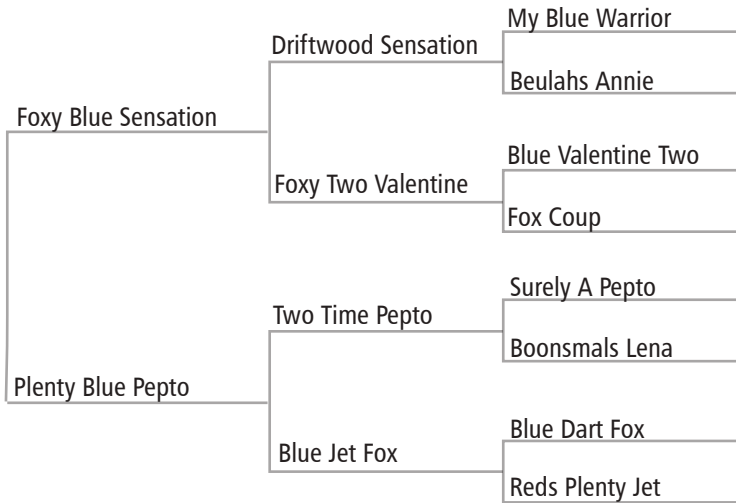 My Blue Warrior
Driftwood Sensation
Beulahs Annie
Foxy Blue Sensation
Blue Valentine Two
Foxy Two Valentine
Fox Coup
Surely A Pepto
Two Time Pepto
Boonsmals Lena
Plenty Blue Pepto
Blue Dart Fox
Blue Jet Fox
Reds Plenty Jet